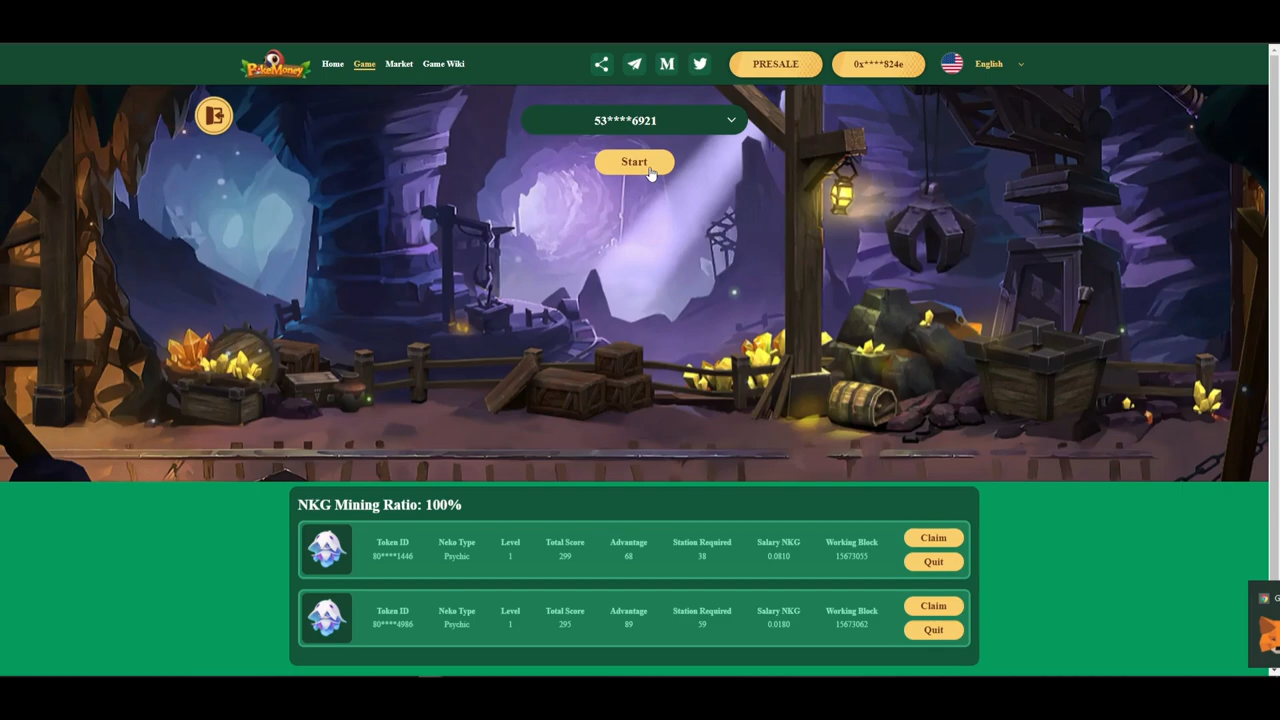 PikeMoney
Home Game Market Game Wiki
M
PRESALE
0x****824e
English
53****6921
Start
NKG Mining Ratio: 100%
Token ID Neko Type Level Total Score Advantage Station Required Salary NKG Working Block
80****1446 Psychic 1 299 68 38 0.0810 15673055
Claim
Quit
Token ID Neko Type Level Total Score Advantage Station Required Salary NKG Working Block
80****4986 Psychic 1 295 89 59 0.0180 15673062
Claim
Quit
G